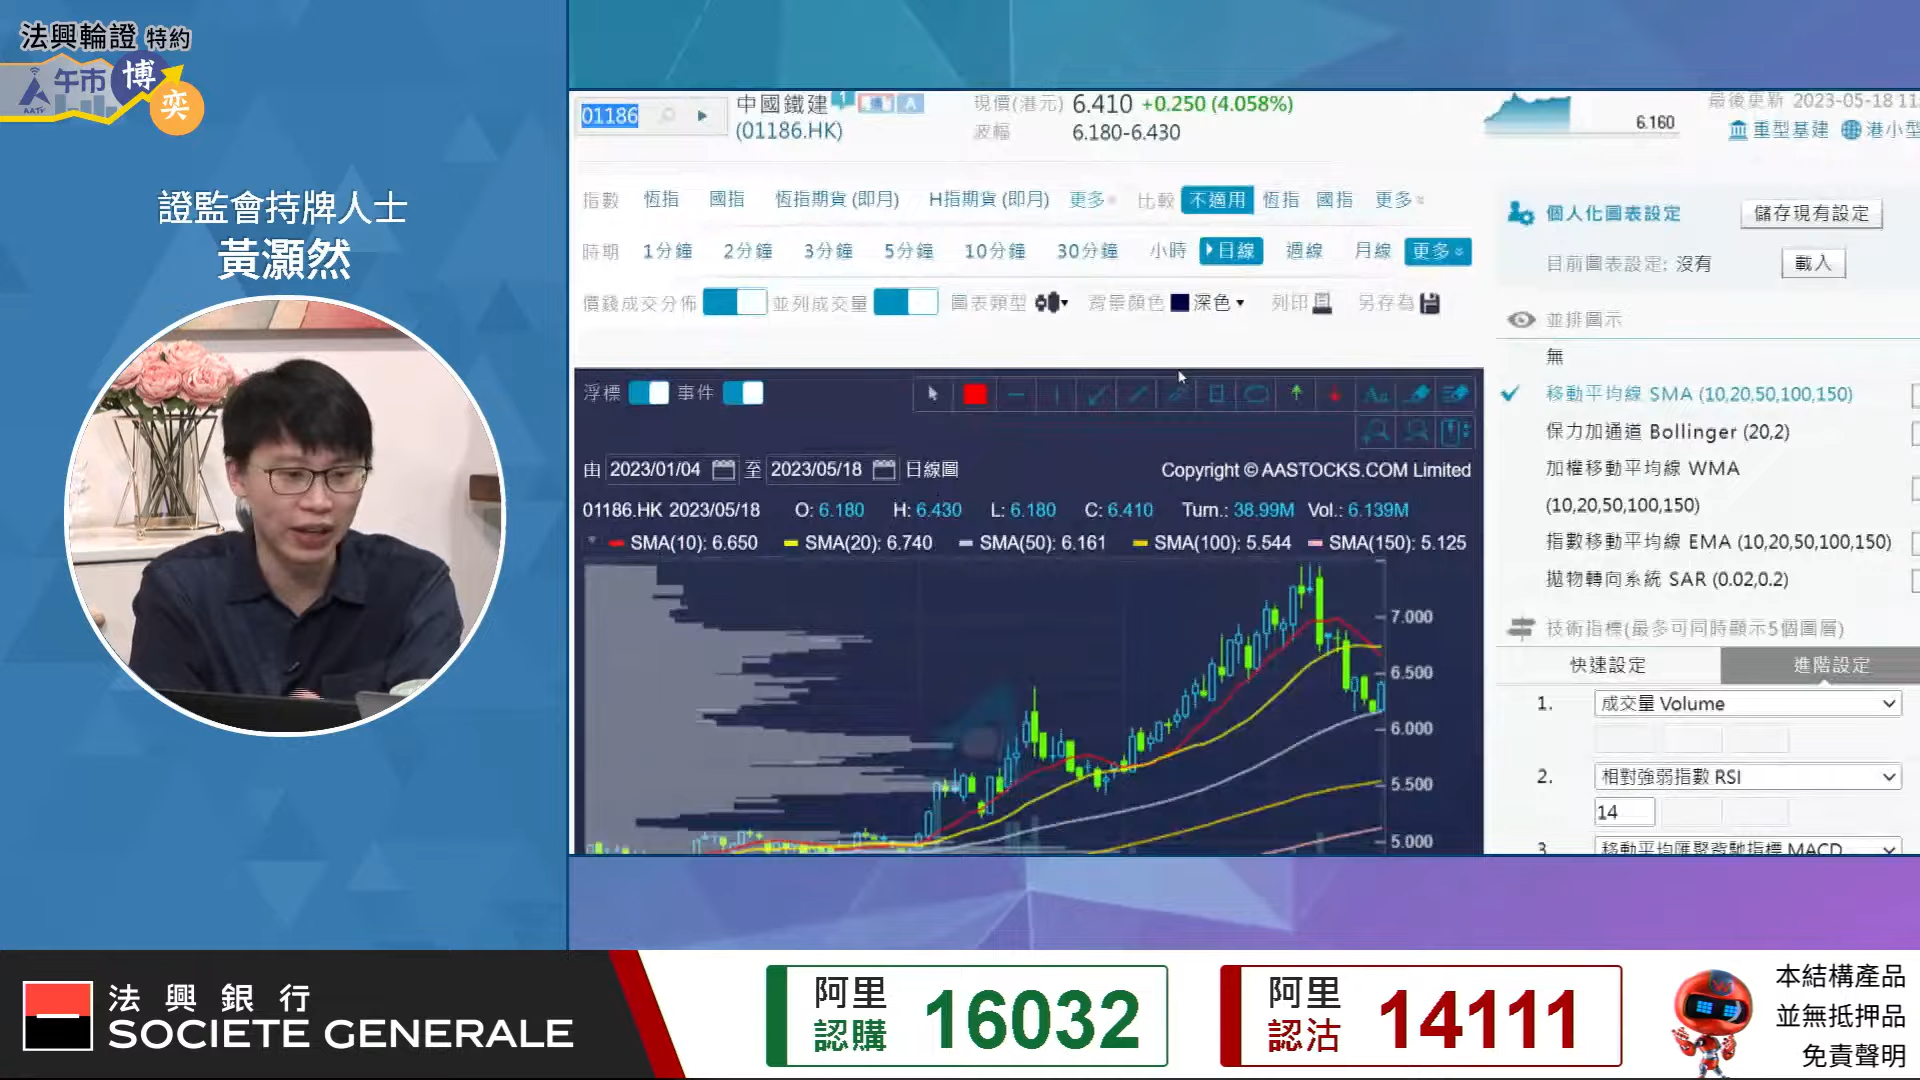 法興輪證 特約
午市
博
奕
AATV
證監會持牌人士
黃灝然
01186
中國鐵建
(01186.HK)
現價(港元) 6.410 +0.250 (4.058%)
波幅 6.180-6.430
6.160
最後更新 2023-05-18 11
重型基建 港小型
指數 恆指 國指 恆指期貨 (即月) H指期貨 (即月) 更多 比較 不適用 恆指 國指 更多
時期 1分鐘 2分鐘 3分鐘 5分鐘 10分鐘 30分鐘 小時 日線 週線 月線 更多
價錢成交分佈 並列成交量 圖表類型 背景顏色 深色 列印 另存為
個人化圖表設定 儲存現有設定
目前圖表設定: 沒有 載入
並排圖示
無
移動平均線 SMA (10,20,50,100,150)
保力加通道 Bollinger (20,2)
加權移動平均線 WMA
(10,20,50,100,150)
指數移動平均線 EMA (10,20,50,100,150)
拋物轉向系統 SAR (0.02,0.2)
技術指標(最多可同時顯示5個圖層)
快速設定 進階設定
1. 成交量 Volume
2. 相對強弱指數 RSI
14
3. 移動平均匯聚背馳指標 MACD
浮標 事件
由 2023/01/04 至 2023/05/18 日線圖
Copyright © AASTOCKS.COM Limited
01186.HK 2023/05/18 O: 6.180 H: 6.430 L: 6.180 C: 6.410 Turn.: 38.99M Vol.: 6.139M
SMA(10): 6.650 SMA(20): 6.740 SMA(50): 6.161 SMA(100): 5.544 SMA(150): 5.125
7.000
6.500
6.000
5.500
5.000
法興銀行
SOCIETE GENERALE
阿里
認購
16032
阿里
認沽
14111
本結構產品
並無抵押品
免責聲明